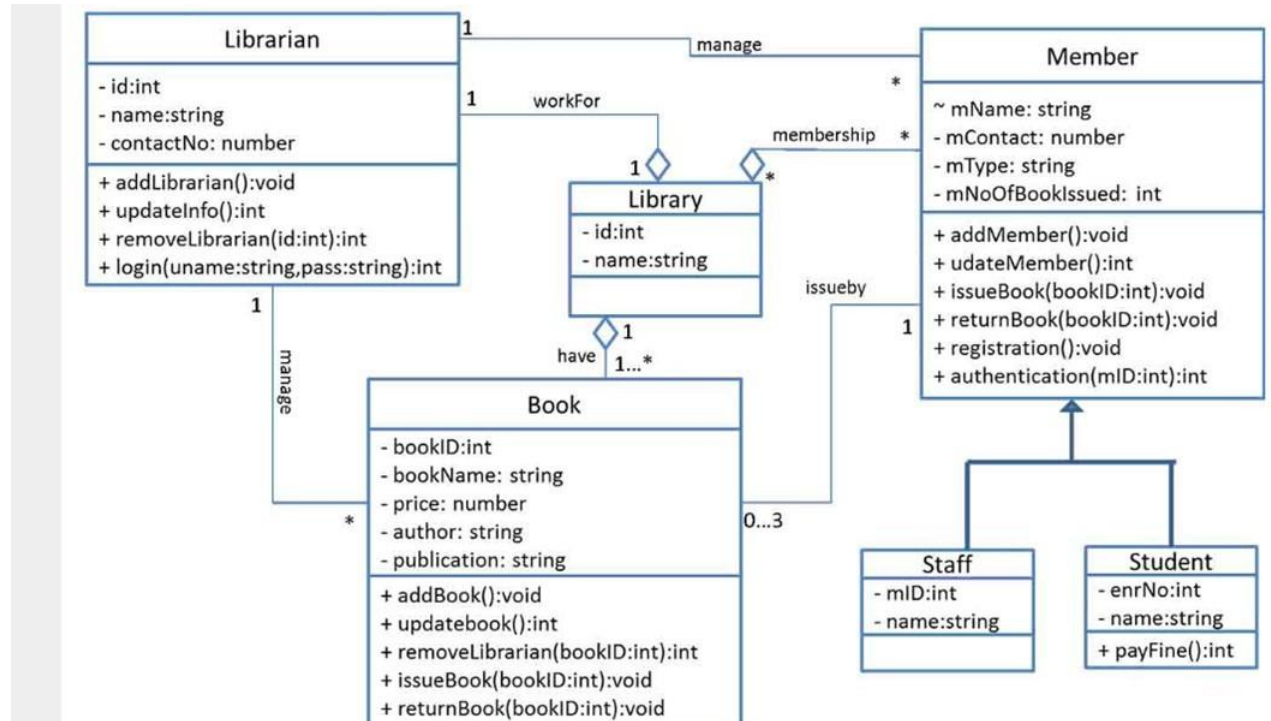 Librarian
- id:int
- name:string
- contactNo: number
+ addLibrarian():void
+ updateInfo():int
+ removeLibrarian(id:int):int
+ login(uname:string,pass:string):int
1
manage
*
1
workFor
1
membership
*
*
Member
~ mName: string
- mContact: number
- mType: string
- mNoOfBookIssued: int
+ addMember():void
+ udateMember():int
+ issueBook(bookID:int):void
+ returnBook(bookID:int):void
+ registration():void
+ authentication(mID:int):int
Library
- id:int
- name:string
issueby
1
0...3
1
manage
*
1
have
1...*
Book
- bookID:int
- bookName: string
- price: number
- author: string
- publication: string
+ addBook():void
+ updatebook():int
+ removeLibrarian(bookID:int):int
+ issueBook(bookID:int):void
+ returnBook(bookID:int):void
Staff
- mID:int
- name:string
Student
- enrNo:int
- name:string
+ payFine():int